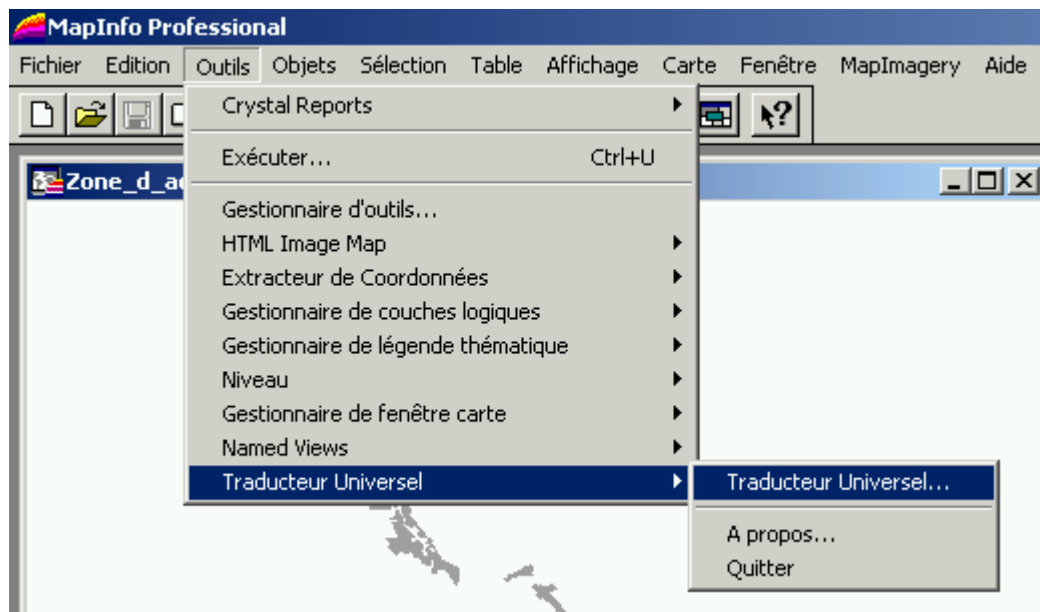 MapInfo Professional
Fichier Edition Outils Objets Sélection Table Affichage Carte Fenêtre MapImagery Aide
Crystal Reports
Exécuter... Ctrl+U
Zone_d_a
Gestionnaire d'outils...
HTML Image Map
Extracteur de Coordonnées
Gestionnaire de couches logiques
Gestionnaire de légende thématique
Niveau
Gestionnaire de fenêtre carte
Named Views
Traducteur Universel
Traducteur Universel...
A propos...
Quitter